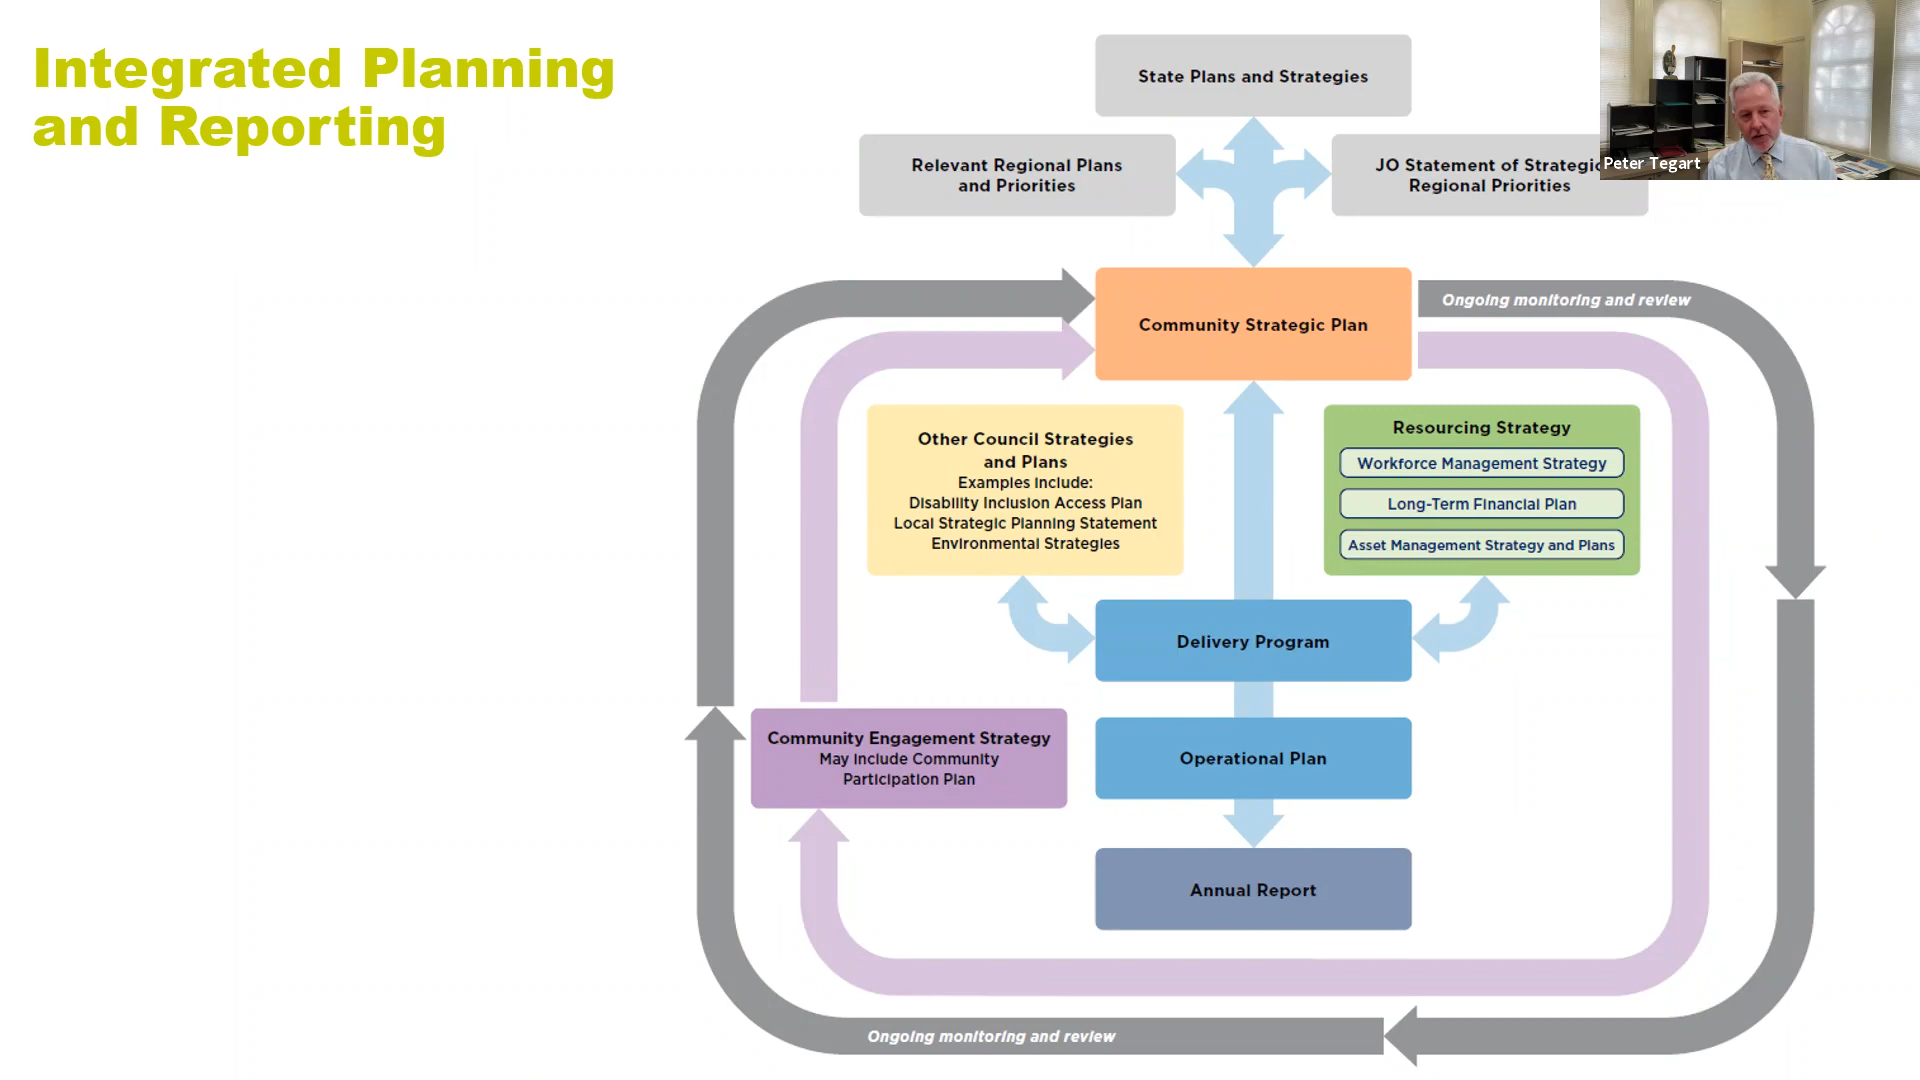 Integrated Planning
and Reporting
State Plans and Strategies
Relevant Regional Plans
and Priorities
JO Statement of Strategic
Regional Priorities
Peter Tegart
Community Strategic Plan
Ongoing monitoring and review
Other Council Strategies
and Plans
Examples include:
Disability Inclusion Access Plan
Local Strategic Planning Statement
Environmental Strategies
Resourcing Strategy
Workforce Management Strategy
Long-Term Financial Plan
Asset Management Strategy and Plans
Delivery Program
Community Engagement Strategy
May include Community
Participation Plan
Operational Plan
Annual Report
Ongoing monitoring and review